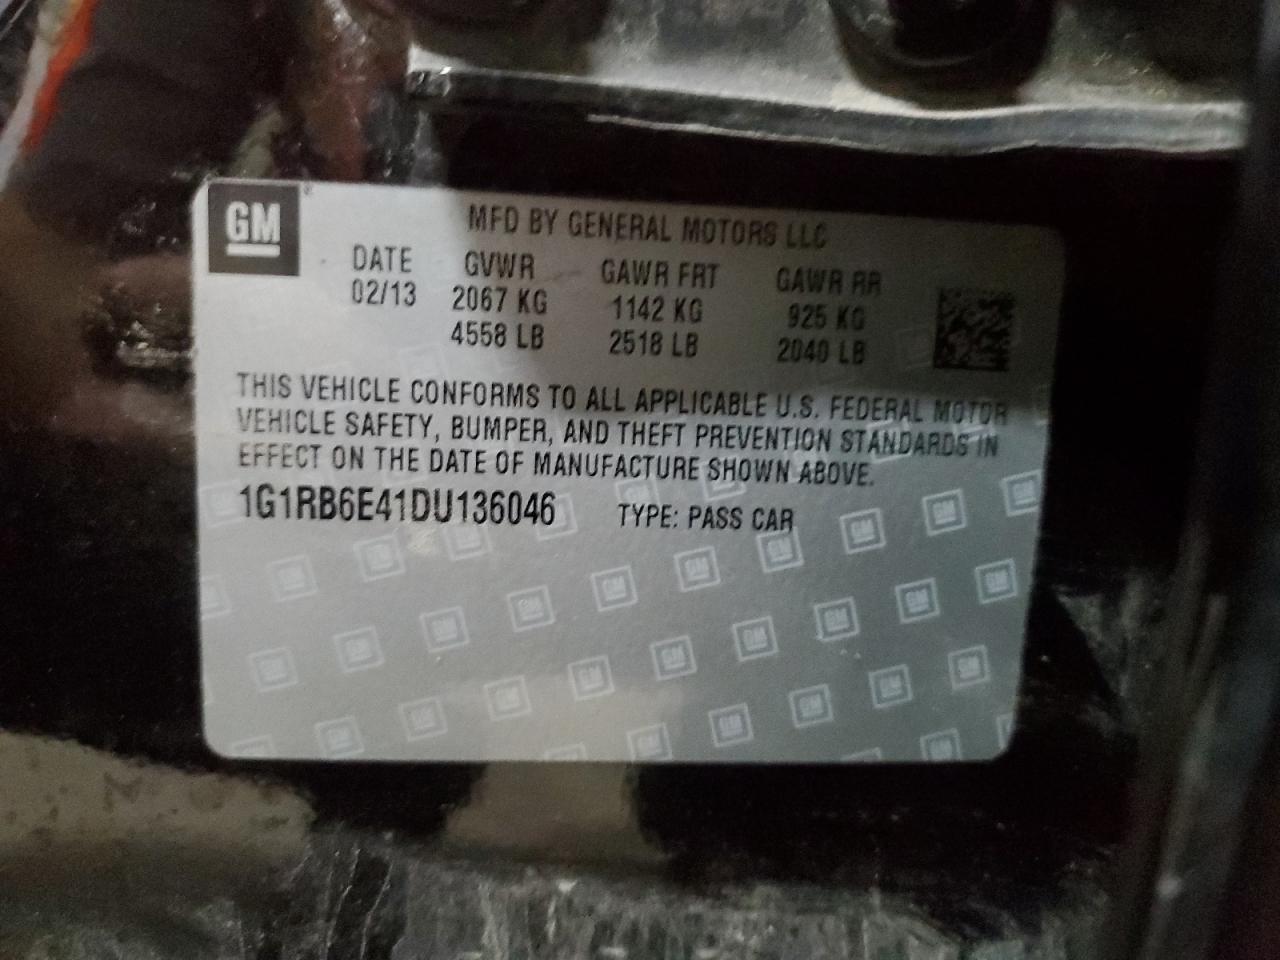 GM
MFD BY GENERAL MOTORS LLC
DATE GVWR GAWR FRT GAWR RR
02/13 2067 KG 1142 KG 925 KG
4558 LB 2518 LB 2040 LB
THIS VEHICLE CONFORMS TO ALL APPLICABLE U.S. FEDERAL MOTOR
VEHICLE SAFETY, BUMPER, AND THEFT PREVENTION STANDARDS IN
EFFECT ON THE DATE OF MANUFACTURE SHOWN ABOVE.
1G1RB6E41DU136046 TYPE: PASS CAR